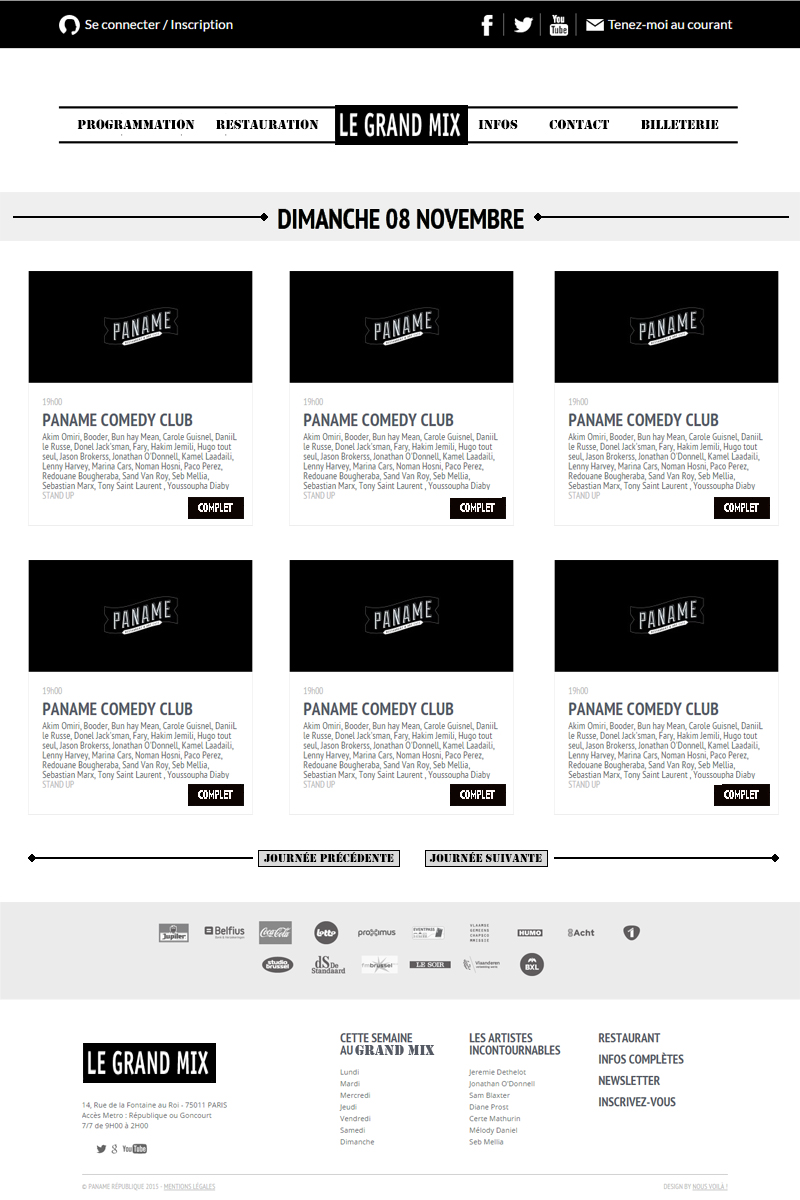 Se connecter / Inscription
You
Tube
Tenez-moi au courant
PROGRAMMATION RESTAURATION LE GRAND MIX INFOS CONTACT BILLETERIE
DIMANCHE 08 NOVEMBRE
PANAME
19h00
PANAME COMEDY CLUB
Akim Omiri, Booder, Bun hay Mean, Carole Guisnel, DaniiL
le Russe, Donel Jack'sman, Fary, Hakim Jemili, Hugo tout
seul, Jason Brokerss, Jonathan O'Donnell, Kamel Laadaili,
Lenny Harvey, Marina Cars, Noman Hosni, Paco Perez,
Redouane Bougheraba, Sand Van Roy, Seb Mellia,
Sebastian Marx, Tony Saint Laurent , Youssoupha Diaby
STAND UP
COMPLET
PANAME
19h00
PANAME COMEDY CLUB
Akim Omiri, Booder, Bun hay Mean, Carole Guisnel, DaniiL
le Russe, Donel Jack'sman, Fary, Hakim Jemili, Hugo tout
seul, Jason Brokerss, Jonathan O'Donnell, Kamel Laadaili,
Lenny Harvey, Marina Cars, Noman Hosni, Paco Perez,
Redouane Bougheraba, Sand Van Roy, Seb Mellia,
Sebastian Marx, Tony Saint Laurent , Youssoupha Diaby
STAND UP
COMPLET
PANAME
19h00
PANAME COMEDY CLUB
Akim Omiri, Booder, Bun hay Mean, Carole Guisnel, DaniiL
le Russe, Donel Jack'sman, Fary, Hakim Jemili, Hugo tout
seul, Jason Brokerss, Jonathan O'Donnell, Kamel Laadaili,
Lenny Harvey, Marina Cars, Noman Hosni, Paco Perez,
Redouane Bougheraba, Sand Van Roy, Seb Mellia,
Sebastian Marx, Tony Saint Laurent , Youssoupha Diaby
STAND UP
COMPLET
PANAME
19h00
PANAME COMEDY CLUB
Akim Omiri, Booder, Bun hay Mean, Carole Guisnel, DaniiL
le Russe, Donel Jack'sman, Fary, Hakim Jemili, Hugo tout
seul, Jason Brokerss, Jonathan O'Donnell, Kamel Laadaili,
Lenny Harvey, Marina Cars, Noman Hosni, Paco Perez,
Redouane Bougheraba, Sand Van Roy, Seb Mellia,
Sebastian Marx, Tony Saint Laurent , Youssoupha Diaby
STAND UP
COMPLET
PANAME
19h00
PANAME COMEDY CLUB
Akim Omiri, Booder, Bun hay Mean, Carole Guisnel, DaniiL
le Russe, Donel Jack'sman, Fary, Hakim Jemili, Hugo tout
seul, Jason Brokerss, Jonathan O'Donnell, Kamel Laadaili,
Lenny Harvey, Marina Cars, Noman Hosni, Paco Perez,
Redouane Bougheraba, Sand Van Roy, Seb Mellia,
Sebastian Marx, Tony Saint Laurent , Youssoupha Diaby
STAND UP
COMPLET
PANAME
19h00
PANAME COMEDY CLUB
Akim Omiri, Booder, Bun hay Mean, Carole Guisnel, DaniiL
le Russe, Donel Jack'sman, Fary, Hakim Jemili, Hugo tout
seul, Jason Brokerss, Jonathan O'Donnell, Kamel Laadaili,
Lenny Harvey, Marina Cars, Noman Hosni, Paco Perez,
Redouane Bougheraba, Sand Van Roy, Seb Mellia,
Sebastian Marx, Tony Saint Laurent , Youssoupha Diaby
STAND UP
COMPLET
JOURNÉE PRÉCÉDENTE JOURNÉE SUIVANTE
Jupiler Belfius Coca-Cola lotto proximus HUMO Acht 1
studio brussel dS De Standaard LE SOIR Vlaanderen BXL
LE GRAND MIX
14, Rue de la Fontaine au Roi - 75011 PARIS
Accès Metro : République ou Goncourt
7/7 de 9H00 à 2H00
YouTube
CETTE SEMAINE
AU GRAND MIX
Lundi
Mardi
Mercredi
Jeudi
Vendredi
Samedi
Dimanche
LES ARTISTES
INCONTOURNABLES
Jeremie Dethelot
Jonathan O'Donnell
Sam Blaxter
Diane Prost
Certe Mathurin
Mélody Daniel
Seb Mellia
RESTAURANT
INFOS COMPLÈTES
NEWSLETTER
INSCRIVEZ-VOUS
© PANAME RÉPUBLIQUE 2015 - MENTIONS LÉGALES
DESIGN BY NOUS VOILÀ !